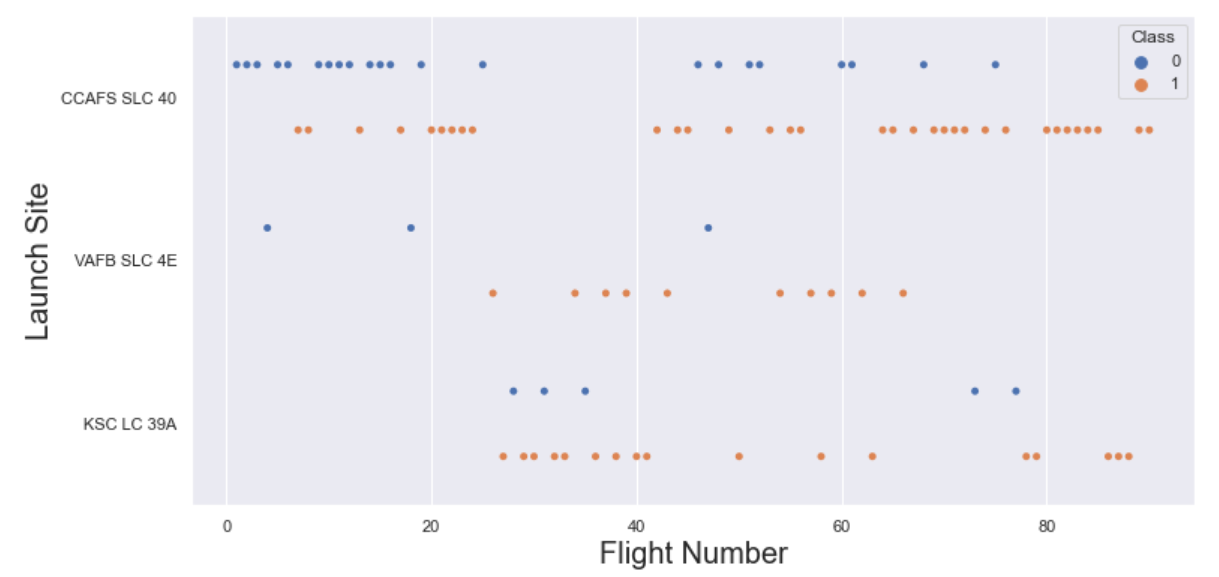 Class
0
1
CCAFS SLC 40
VAFB SLC 4E
KSC LC 39A
Launch Site
0 20 40 60 80
Flight Number